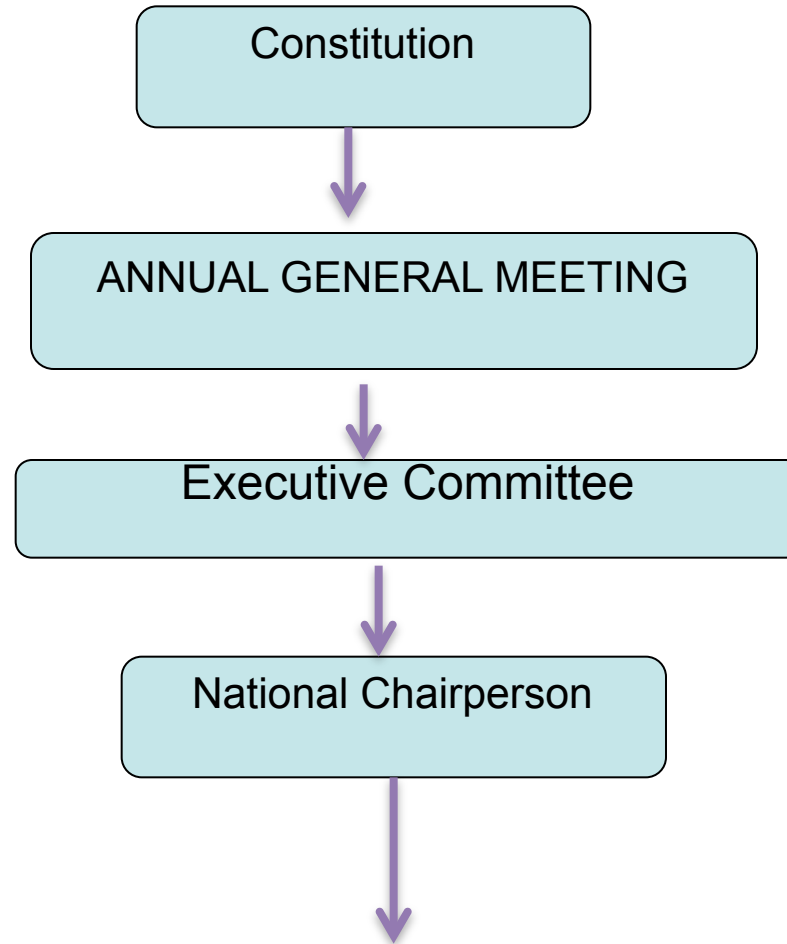 Constitution
ANNUAL GENERAL MEETING
Executive Committee
National Chairperson